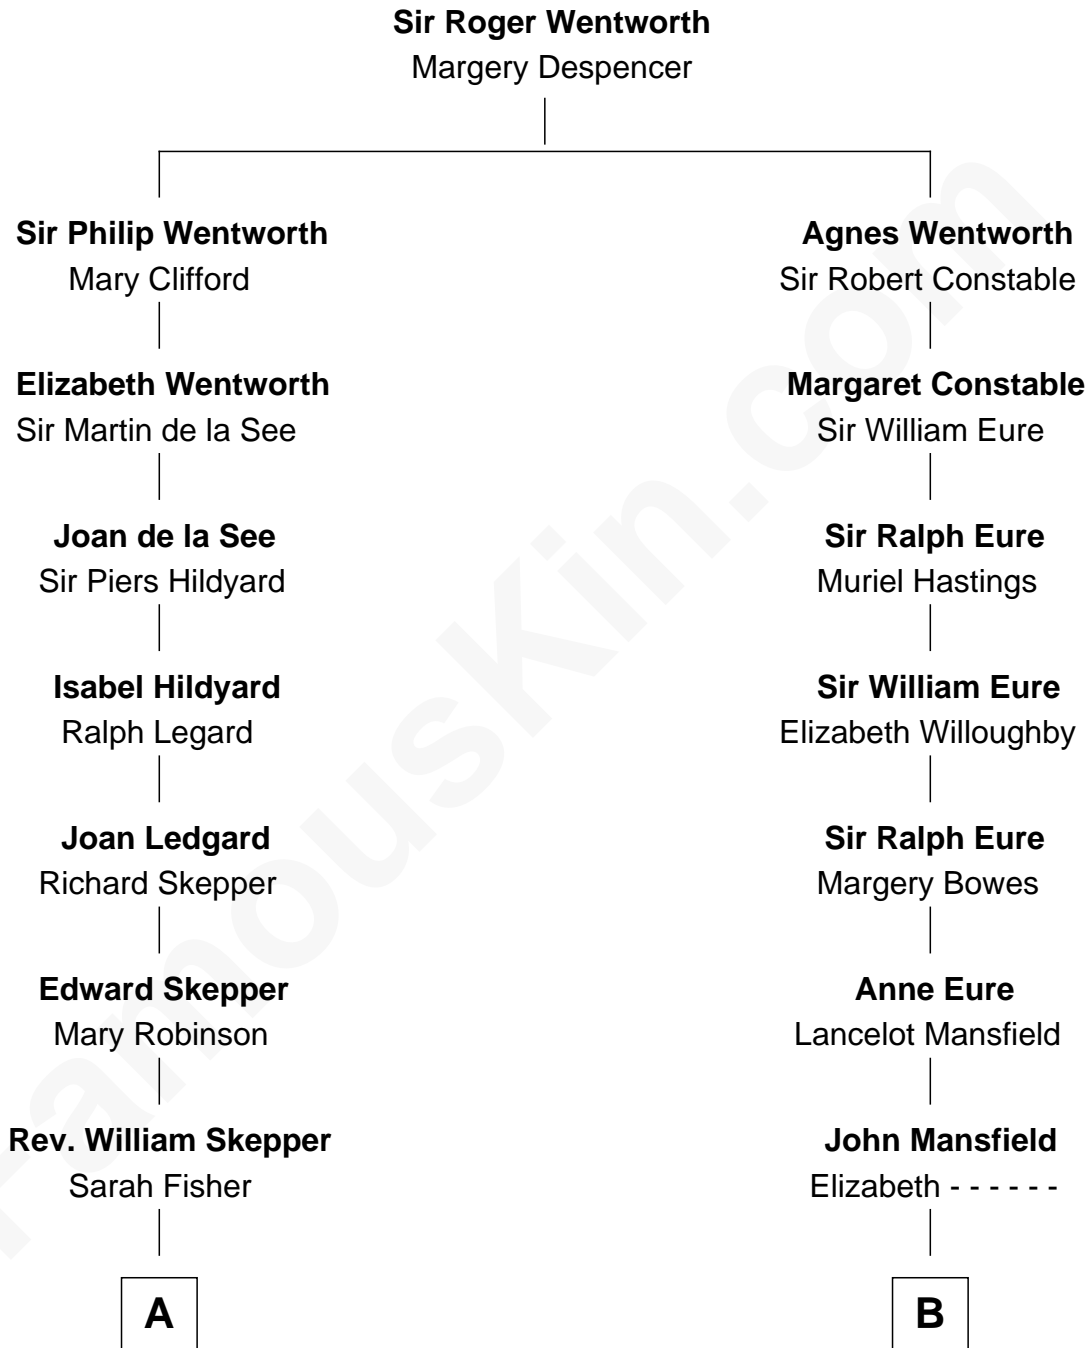 Sir Roger Wentworth
Margery Despencer
Sir Philip Wentworth
Mary Clifford
Agnes Wentworth
Sir Robert Constable
Elizabeth Wentworth
Sir Martin de la See
Margaret Constable
Sir William Eure
Joan de la See
Sir Piers Hildyard
Sir Ralph Eure
Muriel Hastings
Isabel Hildyard
Ralph Legard
Sir William Eure
Elizabeth Willoughby
Joan Ledgard
Richard Skepper
Sir Ralph Eure
Margery Bowes
Edward Skepper
Mary Robinson
Anne Eure
Lancelot Mansfield
Rev. William Skepper
Sarah Fisher
John Mansfield
Elizabeth - - - - - -
A
B
FamousKin.com